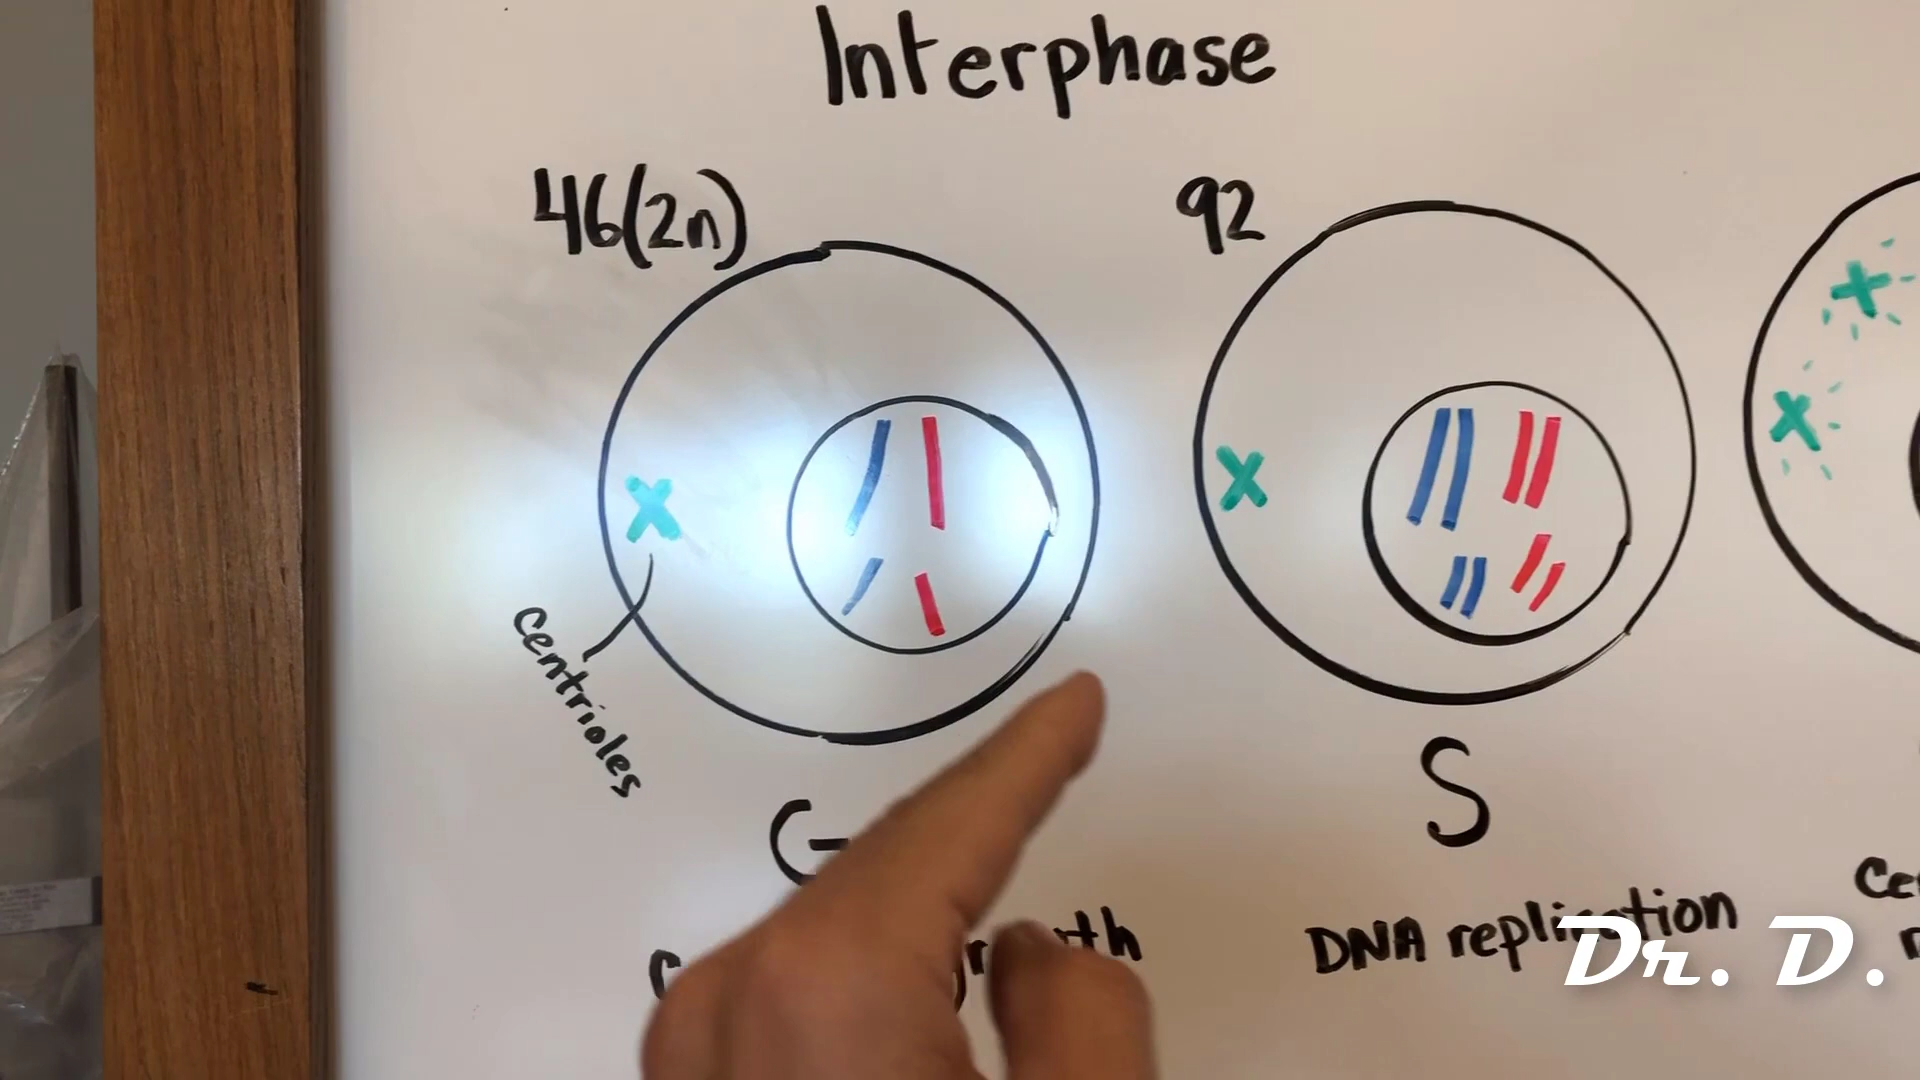 Interphase
46(2n)
92
centrioles
G
S
DNA replication
Dr. D.